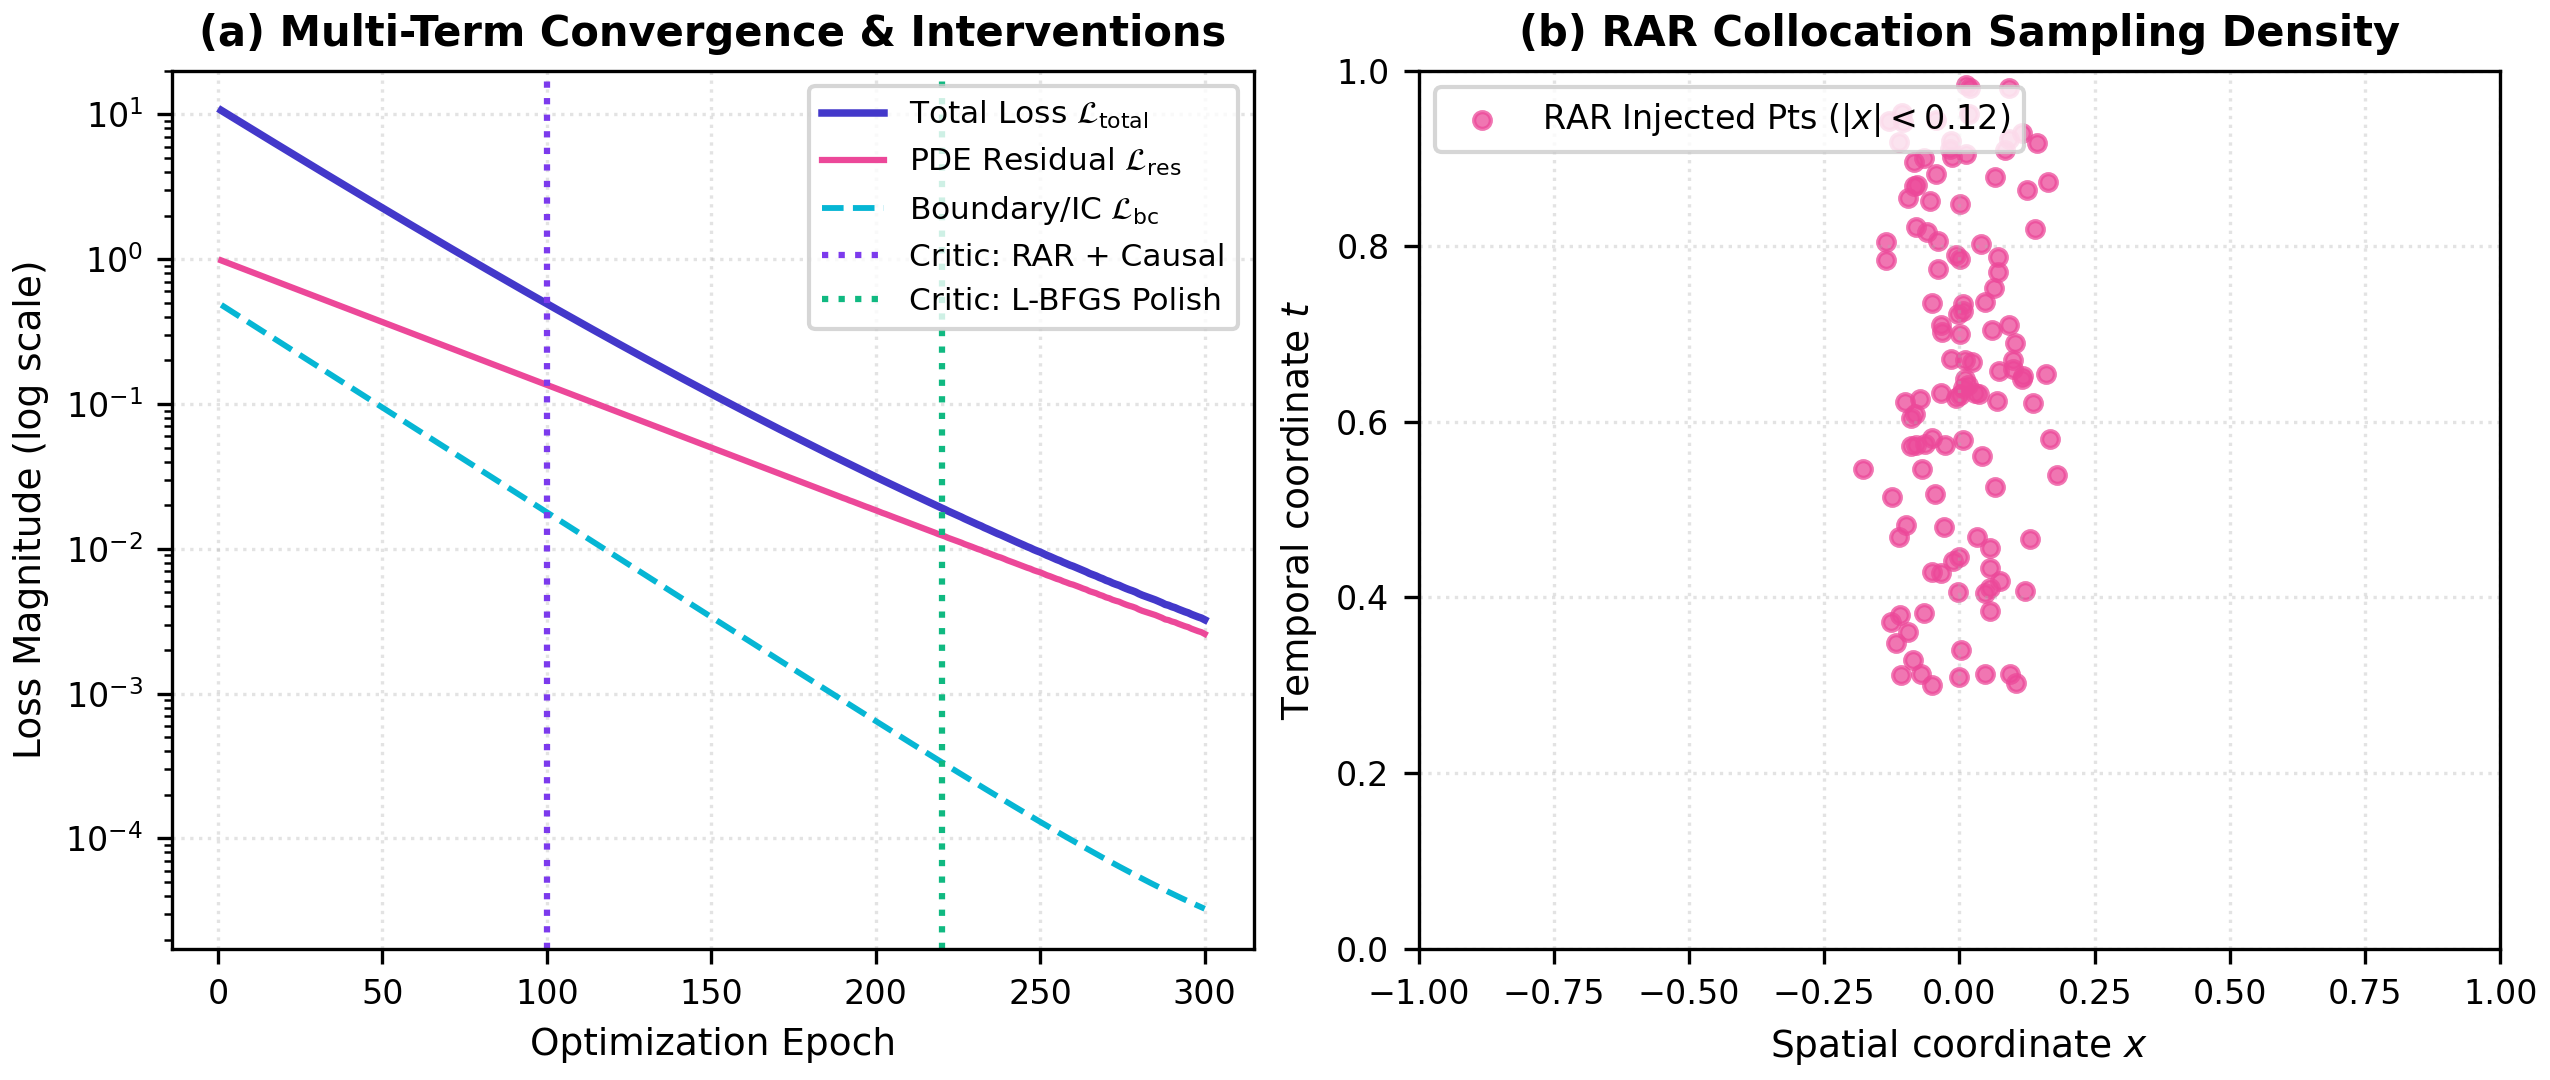 (a) Multi-Term Convergence & Interventions
Loss Magnitude (log scale)
10¹
10⁰
10⁻¹
10⁻²
10⁻³
10⁻⁴
Total Loss ℒ_total
PDE Residual ℒ_res
Boundary/IC ℒ_bc
Critic: RAR + Causal
Critic: L-BFGS Polish
0 50 100 150 200 250 300
Optimization Epoch
(b) RAR Collocation Sampling Density
Temporal coordinate t
1.0
0.8
0.6
0.4
0.2
0.0
RAR Injected Pts (|x| < 0.12)
−1.00 −0.75 −0.50 −0.25 0.00 0.25 0.50 0.75 1.00
Spatial coordinate x